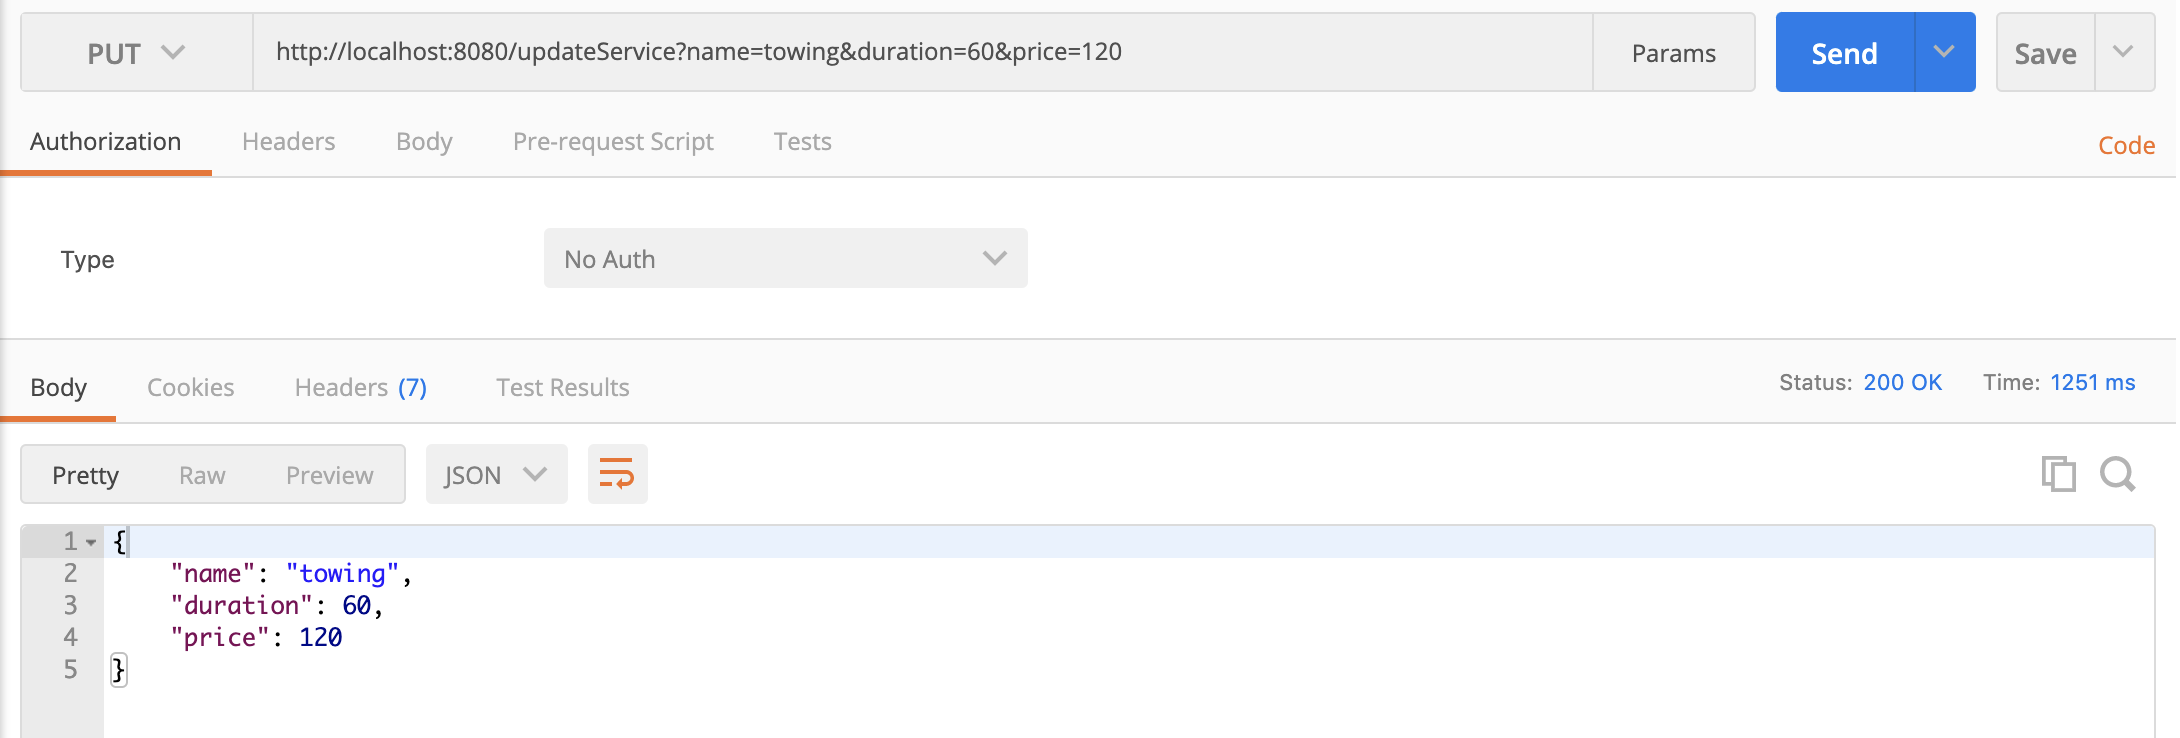 PUT http://localhost:8080/updateService?name=towing&duration=60&price=120 Params Send Save
Authorization Headers Body Pre-request Script Tests Code
Type No Auth
Body Cookies Headers (7) Test Results Status: 200 OK Time: 1251 ms
Pretty Raw Preview JSON
1 {
2 "name": "towing",
3 "duration": 60,
4 "price": 120
5 }